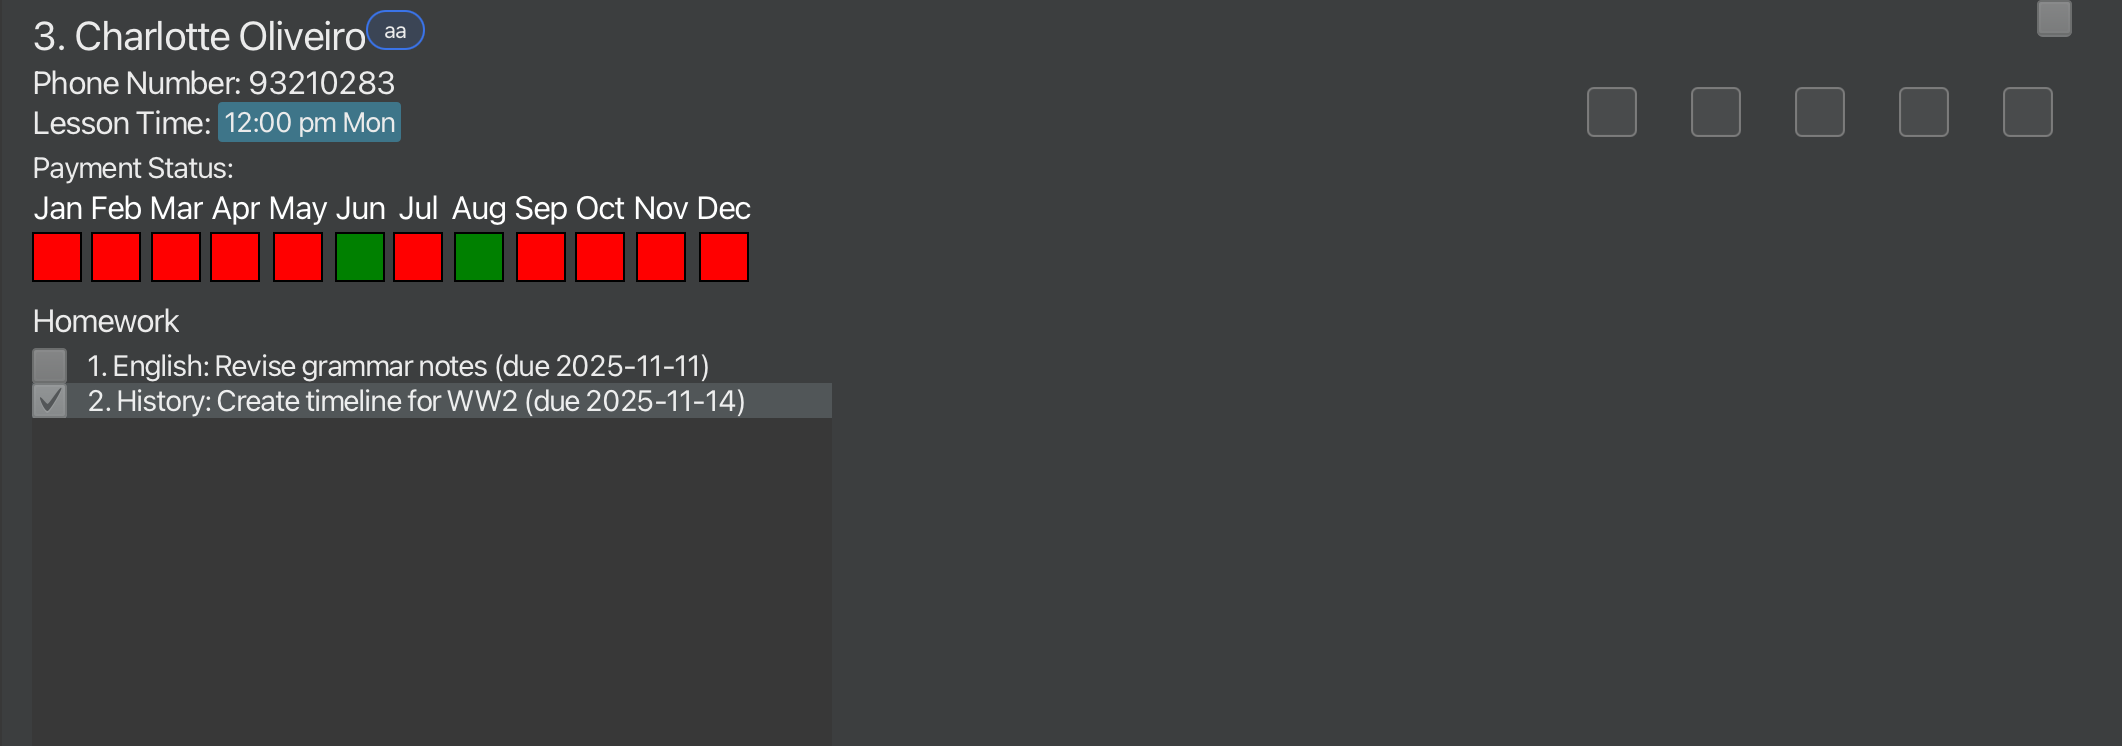 3. Charlotte Oliveiro aa
Phone Number: 93210283
Lesson Time: 12:00 pm Mon
Payment Status:
Jan Feb Mar Apr May Jun Jul Aug Sep Oct Nov Dec
Homework
1. English: Revise grammar notes (due 2025-11-11)
2. History: Create timeline for WW2 (due 2025-11-14)